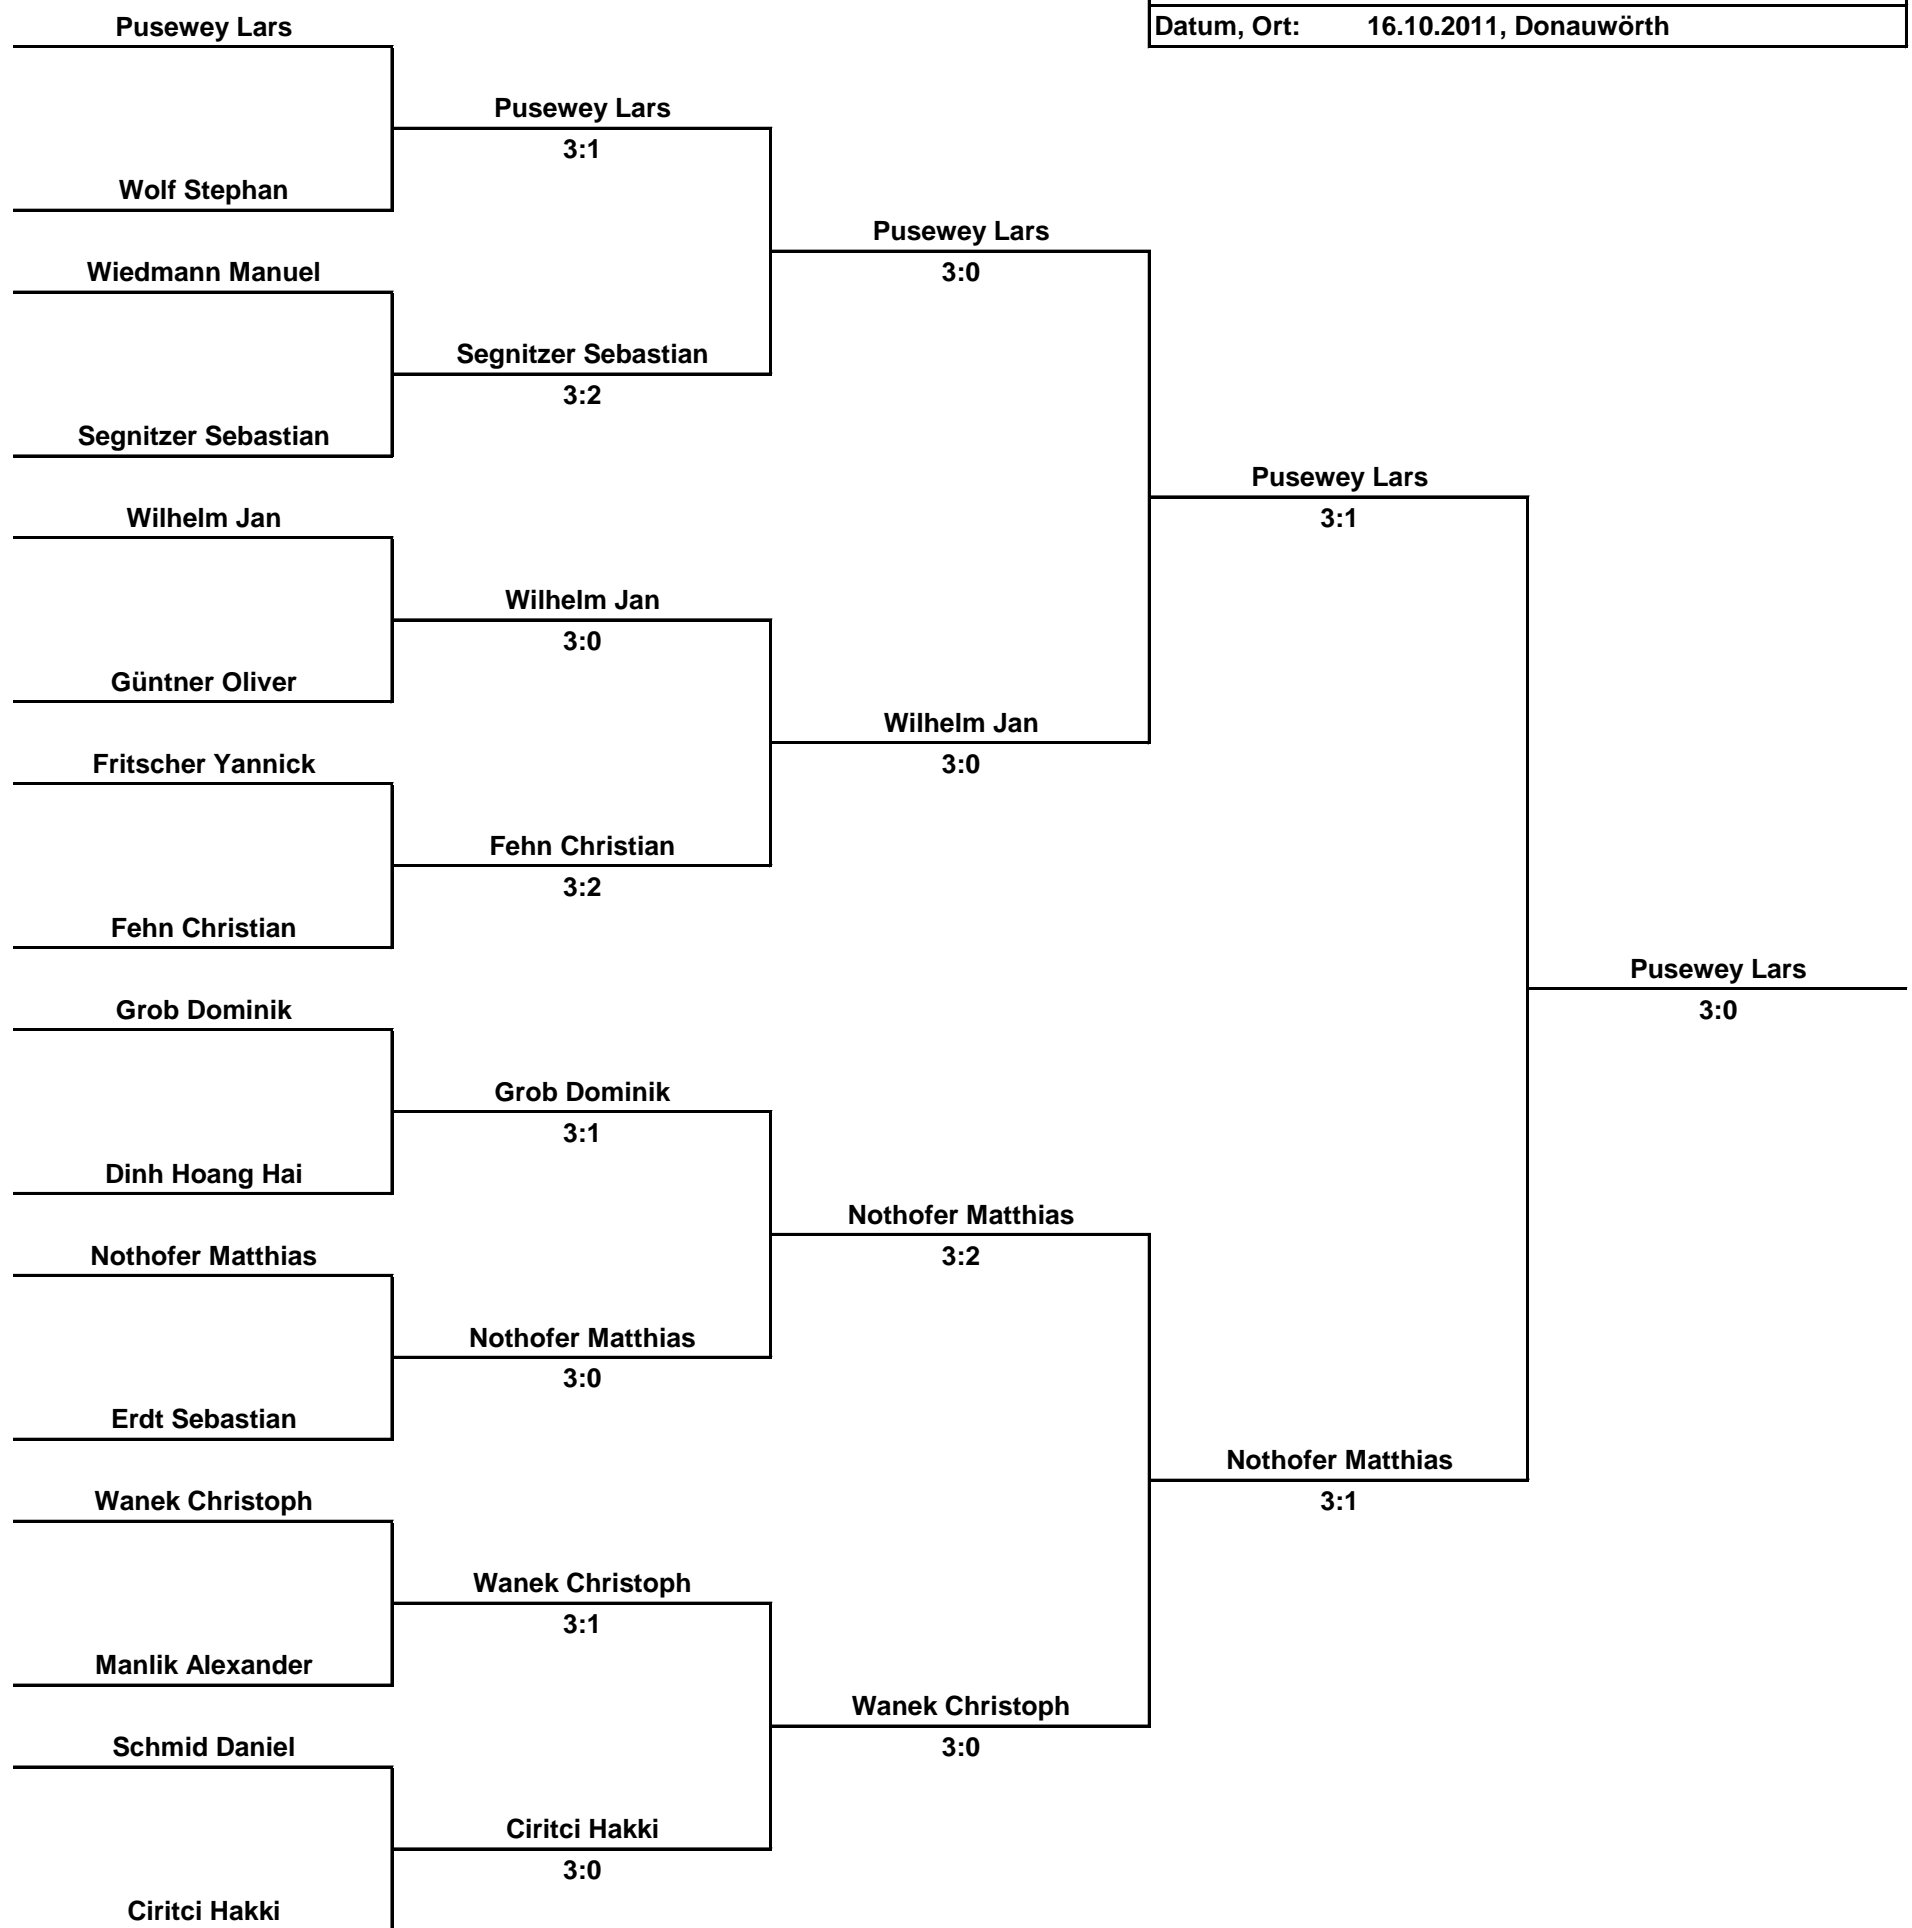 Pusewey Lars
Datum, Ort: 16.10.2011, Donauwörth
Pusewey Lars
3:1
Wolf Stephan
Pusewey Lars
3:0
Wiedmann Manuel
Segnitzer Sebastian
3:2
Segnitzer Sebastian
Pusewey Lars
3:1
Wilhelm Jan
Wilhelm Jan
3:0
Güntner Oliver
Wilhelm Jan
3:0
Fritscher Yannick
Fehn Christian
3:2
Fehn Christian
Pusewey Lars
3:0
Grob Dominik
Grob Dominik
3:1
Dinh Hoang Hai
Nothofer Matthias
3:2
Nothofer Matthias
Nothofer Matthias
3:0
Erdt Sebastian
Nothofer Matthias
3:1
Wanek Christoph
Wanek Christoph
3:1
Manlik Alexander
Wanek Christoph
3:0
Schmid Daniel
Ciritci Hakki
3:0
Ciritci Hakki